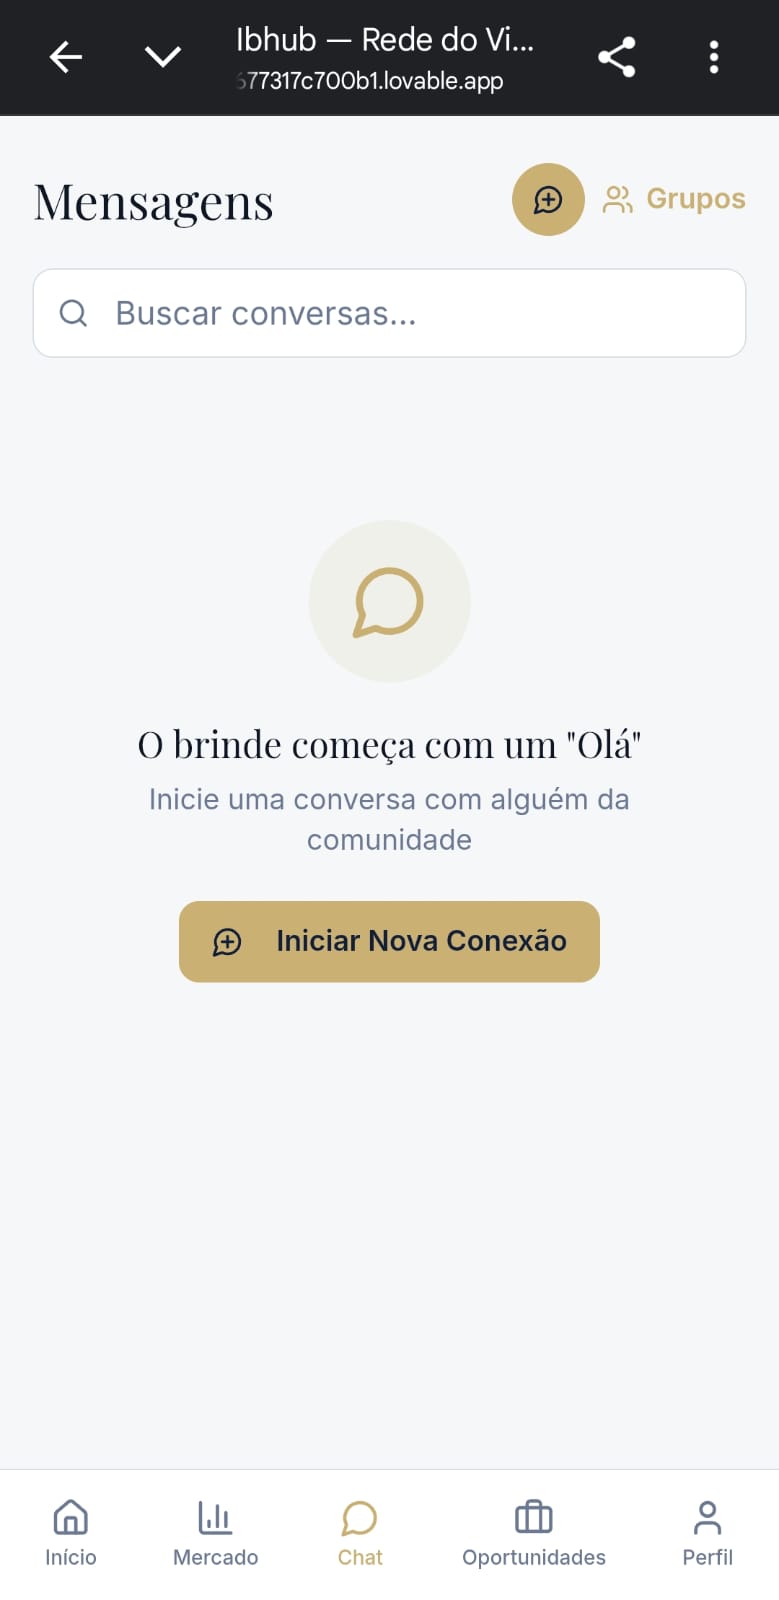 Ibhub — Rede do Vi...
677317c700b1.lovable.app
Mensagens
Grupos
Buscar conversas...
O brinde começa com um "Olá"
Inicie uma conversa com alguém da
comunidade
Iniciar Nova Conexão
Início
Mercado
Chat
Oportunidades
Perfil